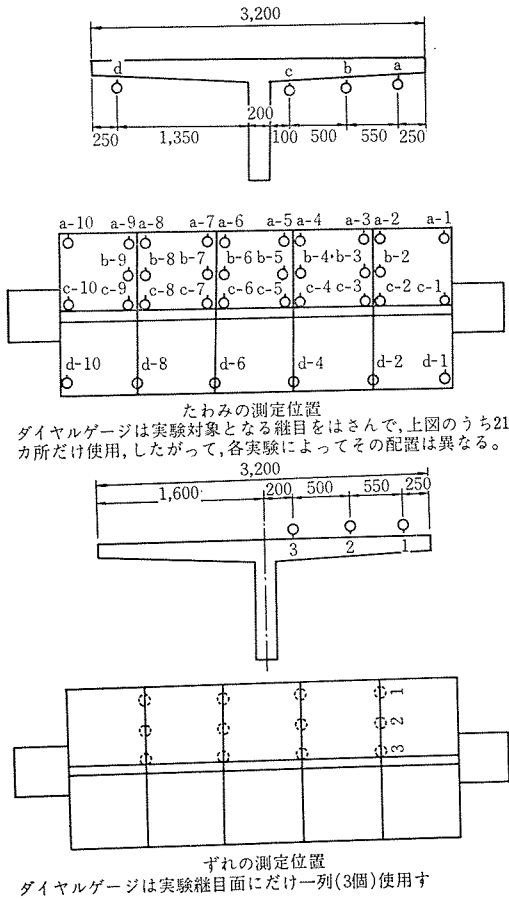 3,200
d c b a
200
250 1,350 100 500 550 250
a-10 a-9 a-8 a-7 a-6 a-5 a-4 a-3 a-2 a-1
b-9 b-8 b-7 b-6 b-5 b-4・b-3 b-2
c-10 c-9 c-8 c-7 c-6 c-5 c-4 c-3 c-2 c-1
d-10 d-8 d-6 d-4 d-2 d-1
たわみの測定位置
ダイヤルゲージは実験対象となる継目をはさんで,上図のうち21
カ所だけ使用,したがって,各実験によってその配置は異なる。
3,200
1,600 200 500 550 250
3 2 1
1
2
3
ずれの測定位置
ダイヤルゲージは実験継目面にだけ一列(3個)使用す